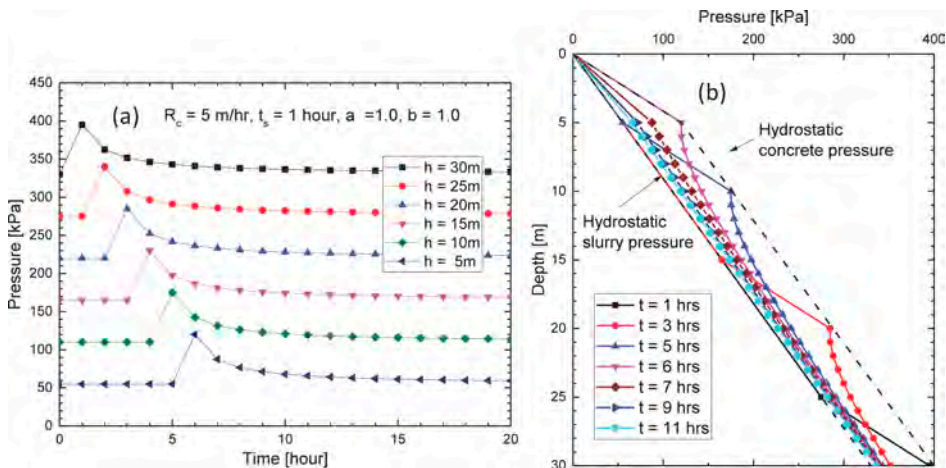 Pressure [kPa]
0 100 200 300 400
(a) R_c = 5 m/hr, t_s = 1 hour, a =1.0, b = 1.0
450
400
350
300
250
200
150
100
50
0
Pressure [kPa]
h = 30m
h = 25m
h = 20m
h = 15m
h = 10m
h = 5m
0 5 10 15 20
Time [hour]
(b)
0
5
10
15
20
25
30
Depth [m]
Hydrostatic
concrete pressure
Hydrostatic
slurry pressure
t = 1 hrs
t = 3 hrs
t = 5 hrs
t = 6 hrs
t = 7 hrs
t = 9 hrs
t = 11 hrs